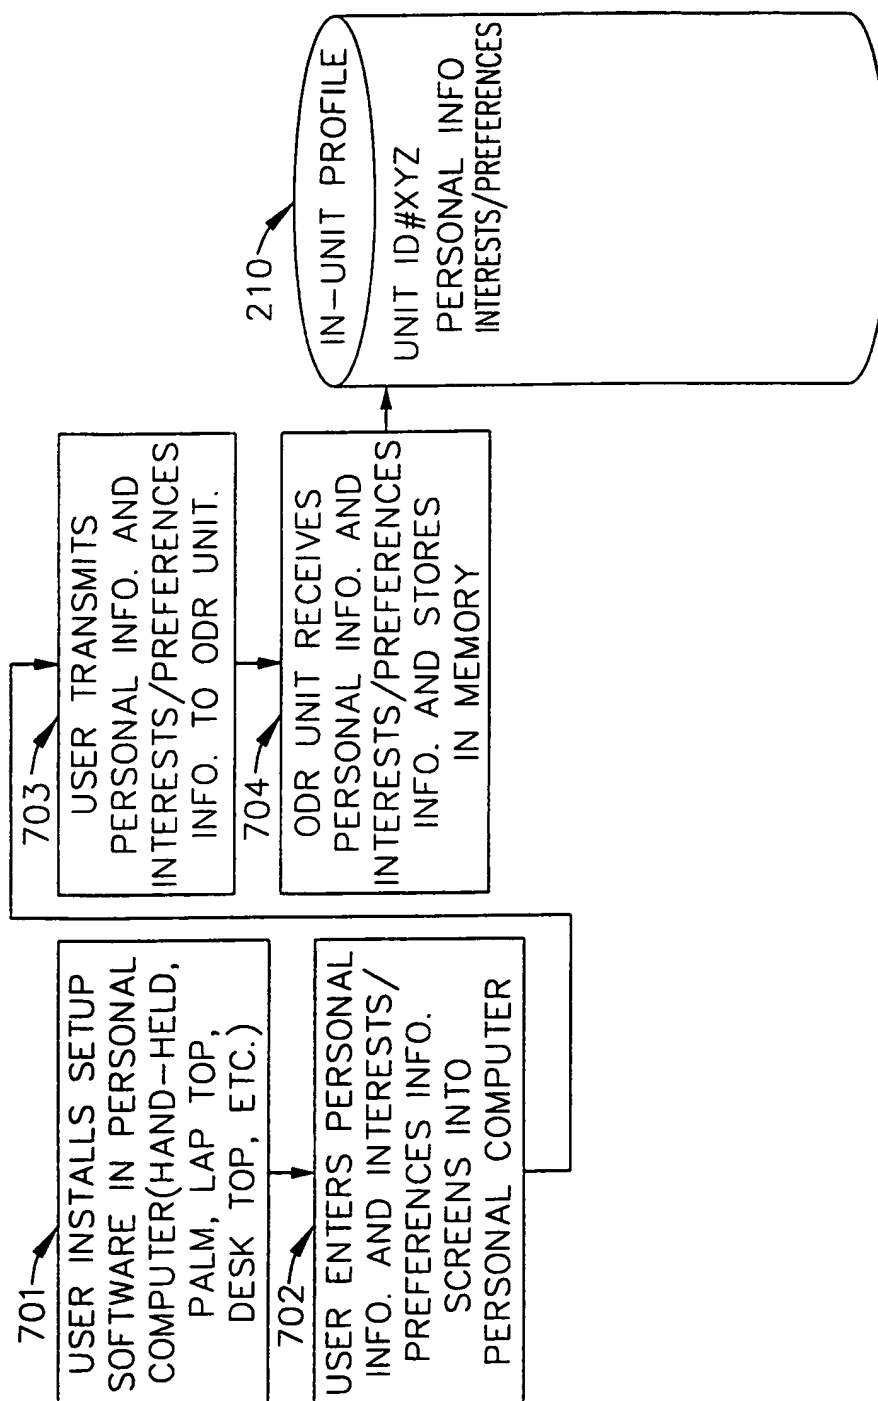 701
USER INSTALLS SETUP
SOFTWARE IN PERSONAL
COMPUTER(HAND-HELD,
PALM, LAP TOP,
DESK TOP, ETC.)
702
USER ENTERS PERSONAL
INFO. AND INTERESTS/
PREFERENCES INFO.
SCREENS INTO
PERSONAL COMPUTER
703
USER TRANSMITS
PERSONAL INFO. AND
INTERESTS/PREFERENCES
INFO. TO ODR UNIT.
704
ODR UNIT RECEIVES
PERSONAL INFO. AND
INTERESTS/PREFERENCES
INFO. AND STORES
IN MEMORY
210
IN-UNIT PROFILE
UNIT ID#XYZ
PERSONAL INFO
INTERESTS/PREFERENCES